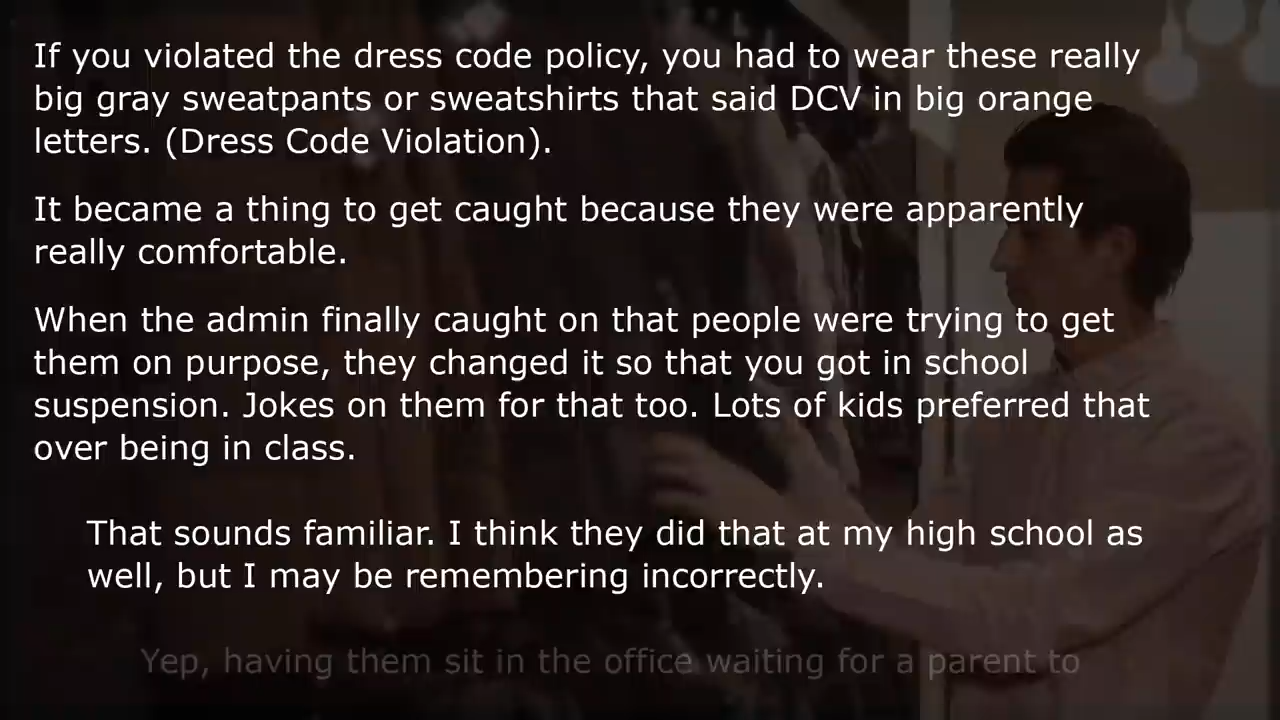 If you violated the dress code policy, you had to wear these really
big gray sweatpants or sweatshirts that said DCV in big orange
letters. (Dress Code Violation).
It became a thing to get caught because they were apparently
really comfortable.
When the admin finally caught on that people were trying to get
them on purpose, they changed it so that you got in school
suspension. Jokes on them for that too. Lots of kids preferred that
over being in class.
That sounds familiar. I think they did that at my high school as
well, but I may be remembering incorrectly.
Yep, having them sit in the office waiting for a parent to